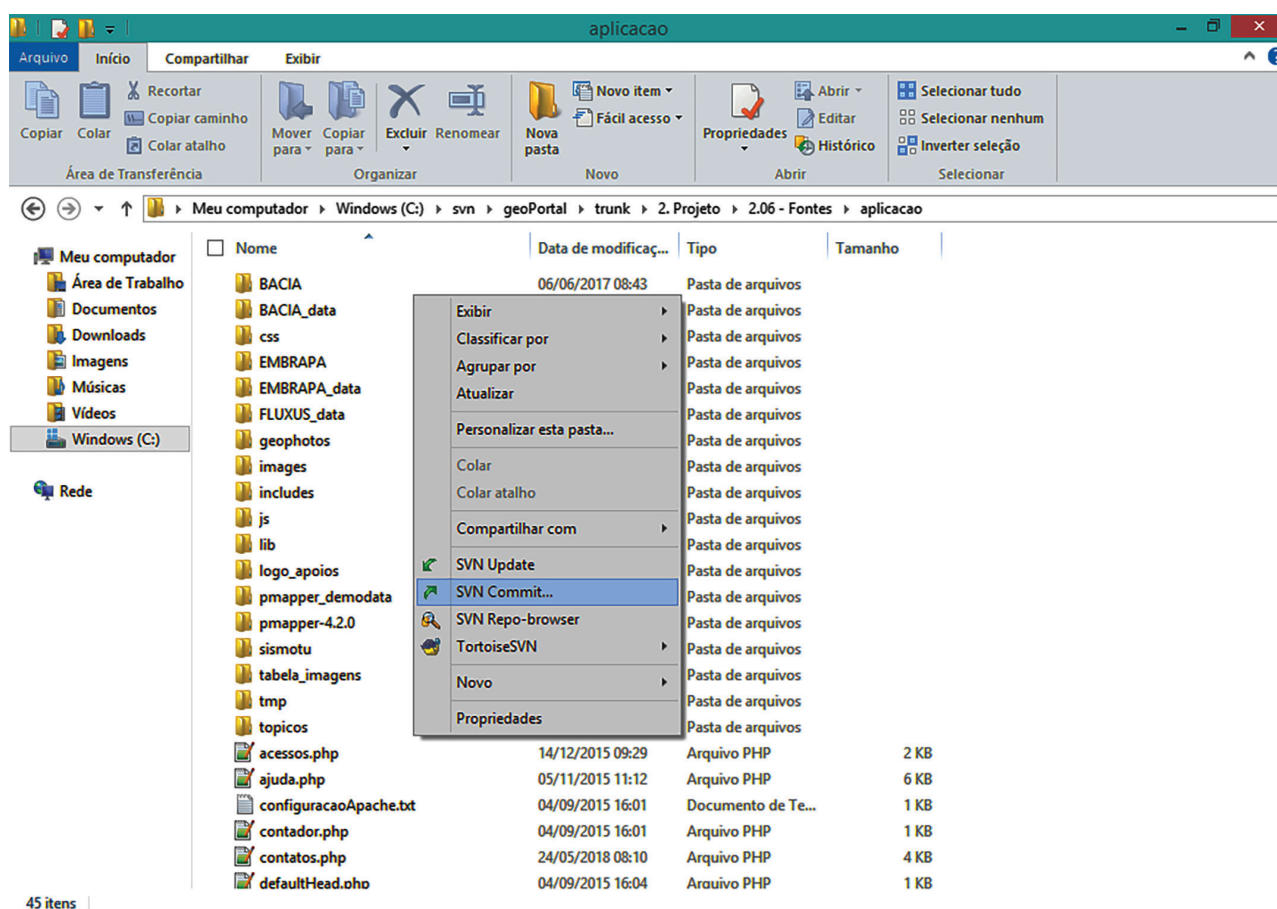 aplicacao
Arquivo Início Compartilhar Exibir
Copiar Colar Recortar Copiar caminho Colar atalho
Mover para Copiar para Excluir Renomear
Nova pasta Novo item Fácil acesso
Propriedades Abrir Editar Histórico
Selecionar tudo Selecionar nenhum Inverter seleção
Área de Transferência Organizar Novo Abrir Selecionar
Meu computador Windows (C:) svn geoPortal trunk 2. Projeto 2.06 - Fontes aplicacao
Meu computador
Área de Trabalho
Documentos
Downloads
Imagens
Músicas
Vídeos
Windows (C:)
Rede
Nome Data de modificaç... Tipo Tamanho
BACIA 06/06/2017 08:43 Pasta de arquivos
BACIA_data Pasta de arquivos
css Pasta de arquivos
EMBRAPA Pasta de arquivos
EMBRAPA_data Pasta de arquivos
FLUXUS_data Pasta de arquivos
geophotos Pasta de arquivos
images Pasta de arquivos
includes Pasta de arquivos
js Pasta de arquivos
lib Pasta de arquivos
logo_apoios Pasta de arquivos
pmapper_demodata Pasta de arquivos
pmapper-4.2.0 Pasta de arquivos
sismotu Pasta de arquivos
tabela_imagens Pasta de arquivos
tmp Pasta de arquivos
topicos Pasta de arquivos
acessos.php 14/12/2015 09:29 Arquivo PHP 2 KB
ajuda.php 05/11/2015 11:12 Arquivo PHP 6 KB
configuracaoApache.txt 04/09/2015 16:01 Documento de Te... 1 KB
contador.php 04/09/2015 16:01 Arquivo PHP 1 KB
contatos.php 24/05/2018 08:10 Arquivo PHP 4 KB
defaultHead.php 04/09/2015 16:04 Arquivo PHP 1 KB
Exibir
Classificar por
Agrupar por
Atualizar
Personalizar esta pasta...
Colar
Colar atalho
Compartilhar com
SVN Update
SVN Commit...
SVN Repo-browser
TortoiseSVN
Novo
Propriedades
45 itens